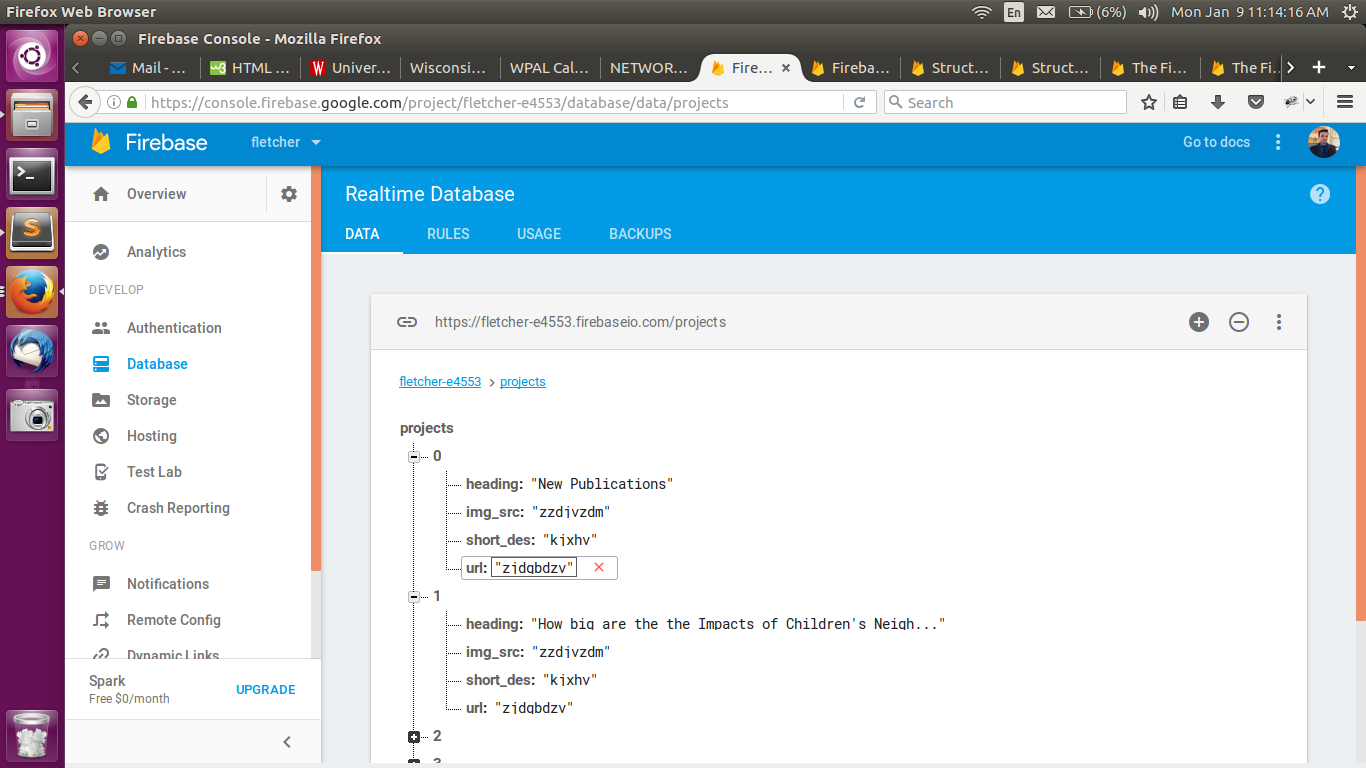 Firefox Web Browser
En
(6%)
Mon Jan 9 11:14:16 AM
Firebase Console - Mozilla Firefox
Mail - ...
HTML ...
Univer...
Wisconsi...
WPAL Cal...
NETWOR...
Fire...
Fireba...
Struct...
Struct...
The Fi...
The Fi...
https://console.firebase.google.com/project/fletcher-e4553/database/data/projects
Search
Firebase
fletcher
Go to docs
Overview
Analytics
DEVELOP
Authentication
Database
Storage
Hosting
Test Lab
Crash Reporting
GROW
Notifications
Remote Config
Dynamic Links
Spark
Free $0/month
UPGRADE
Realtime Database
DATA
RULES
USAGE
BACKUPS
https://fletcher-e4553.firebaseio.com/projects
fletcher-e4553 > projects
projects
0
heading: "New Publications"
img_src: "zzdjvzdm"
short_des: "kjxhv"
url: "zjdgbdzv"
1
heading: "How big are the the Impacts of Children's Neigh..."
img_src: "zzdjvzdm"
short_des: "kjxhv"
url: "zjdgbdzv"
2
3